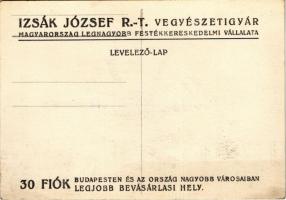 IZSÁK JÓZSEF R.-T. VEGYÉSZETIGYÁR
MAGYARORSZÁG LEGNAGYOBB FESTÉKKERESKEDELMI VÁLLALATA
LEVELEZŐ-LAP
30 FIÓK BUDAPESTEN ÉS AZ ORSZÁG NAGYOBB VÁROSAIBAN
LEGJOBB BEVÁSÁRLASI HELY.